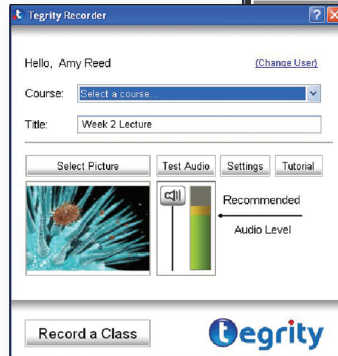 Tegrity Recorder
Hello, Amy Reed
(Change User)
Course: Select a course...
Title: Week 2 Lecture
Select Picture Test Audio Settings Tutorial
Recommended
Audio Level
Record a Class
tegrity